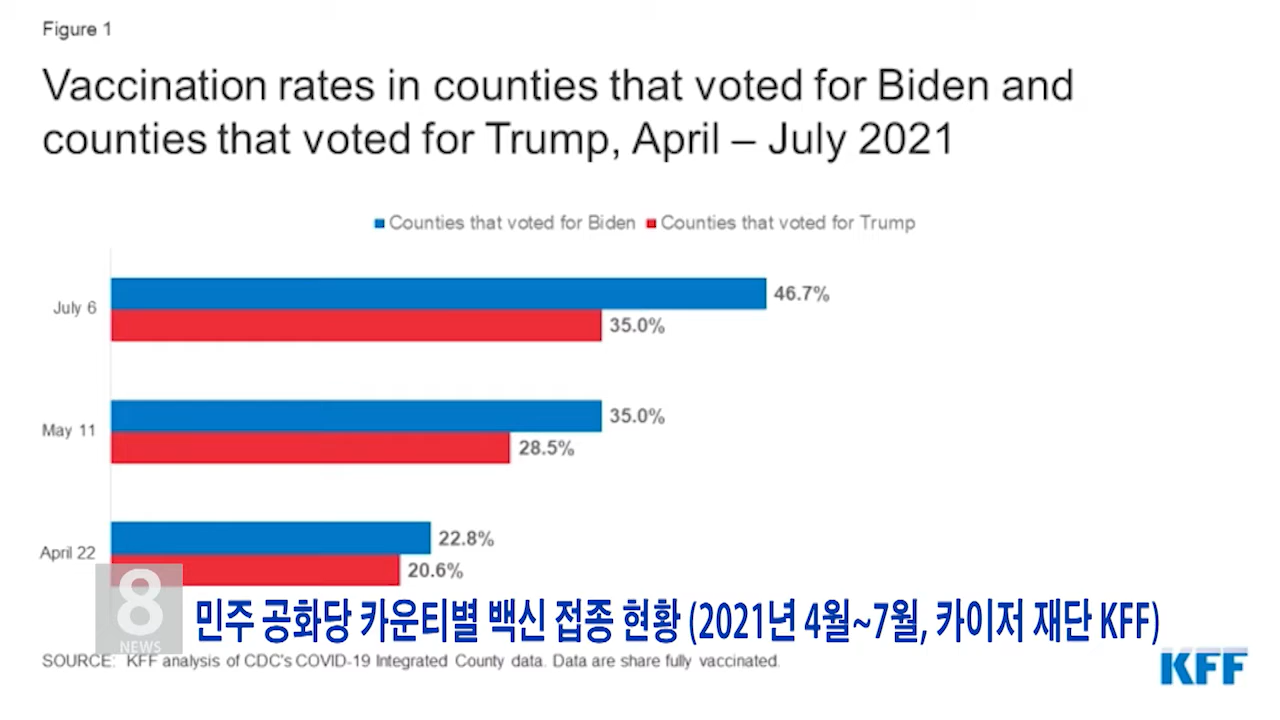 Figure 1
Vaccination rates in counties that voted for Biden and
counties that voted for Trump, April – July 2021
Counties that voted for Biden Counties that voted for Trump
July 6
46.7%
35.0%
May 11
35.0%
28.5%
April 22
22.8%
20.6%
8
NEWS
민주 공화당 카운티별 백신 접종 현황 (2021년 4월~7월, 카이저 재단 KFF)
SOURCE: KFF analysis of CDC's COVID-19 Integrated County data. Data are share fully vaccinated.
KFF